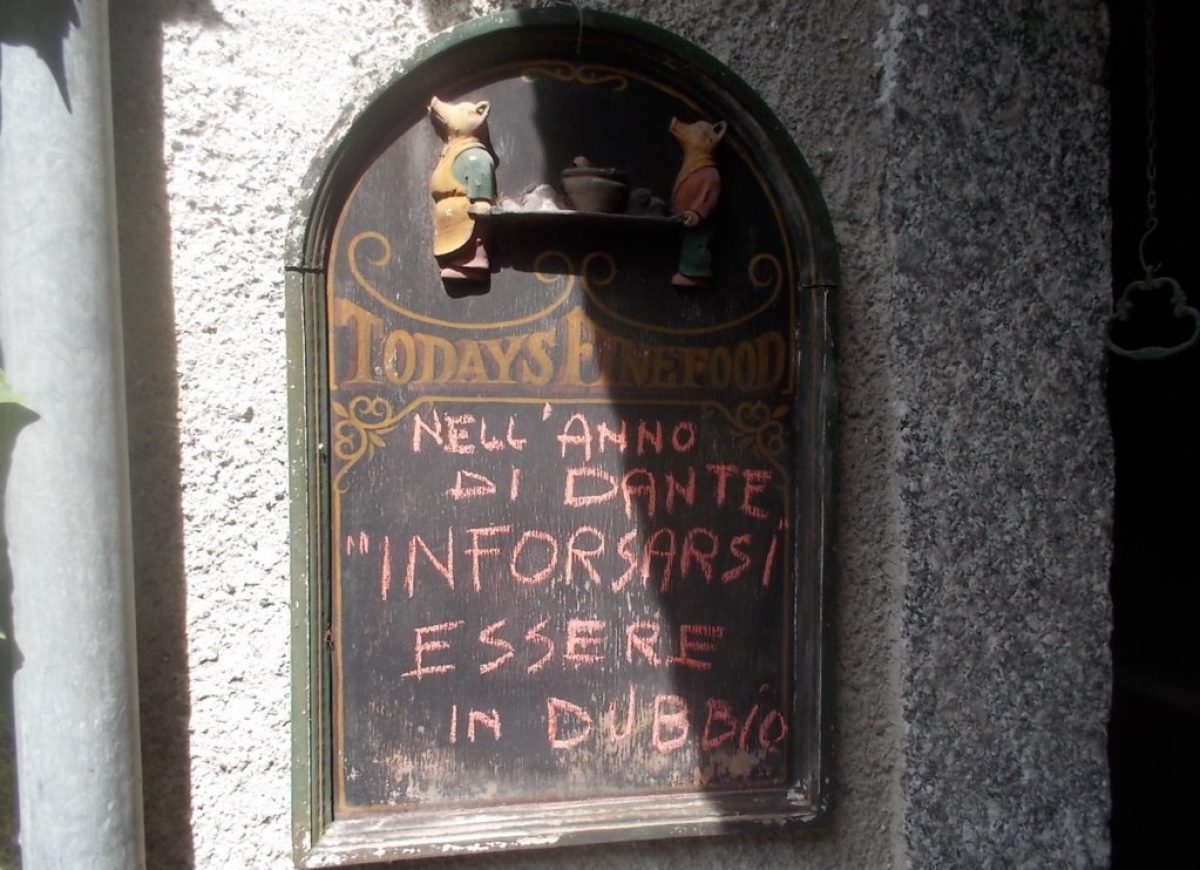 TODAYS FINE FOOD
NELL'ANNO
DI DANTE
"INFORSARSI"
ESSERE
IN DUBBIO